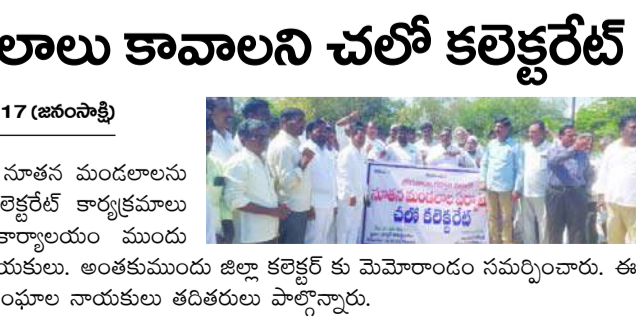 లాలు కావాలని చలో కలెక్టరేట్
17 (జనంసాక్షి)
నూతన మండలాలను
లెక్టరేట్ కార్యక్రమాలు
కార్యాలయం ముందు
నూతన మండలాల
చలో కలెక్టరేట్
యకులు. అంతకుముందు జిల్లా కలెక్టర్ కు మెమోరాండం సమర్పించారు. ఈ
ంఘాల నాయకులు తదితరులు పాల్గొన్నారు.